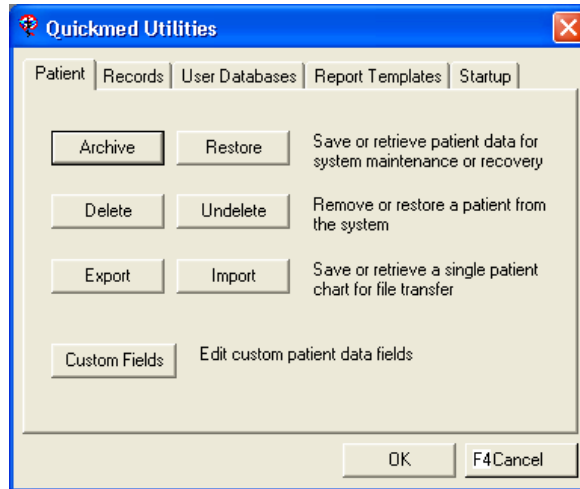 Quickmed Utilities
Patient Records User Databases Report Templates Startup
Archive Restore Save or retrieve patient data for
system maintenance or recovery
Delete Undelete Remove or restore a patient from
the system
Export Import Save or retrieve a single patient
chart for file transfer
Custom Fields Edit custom patient data fields
OK F4Cancel